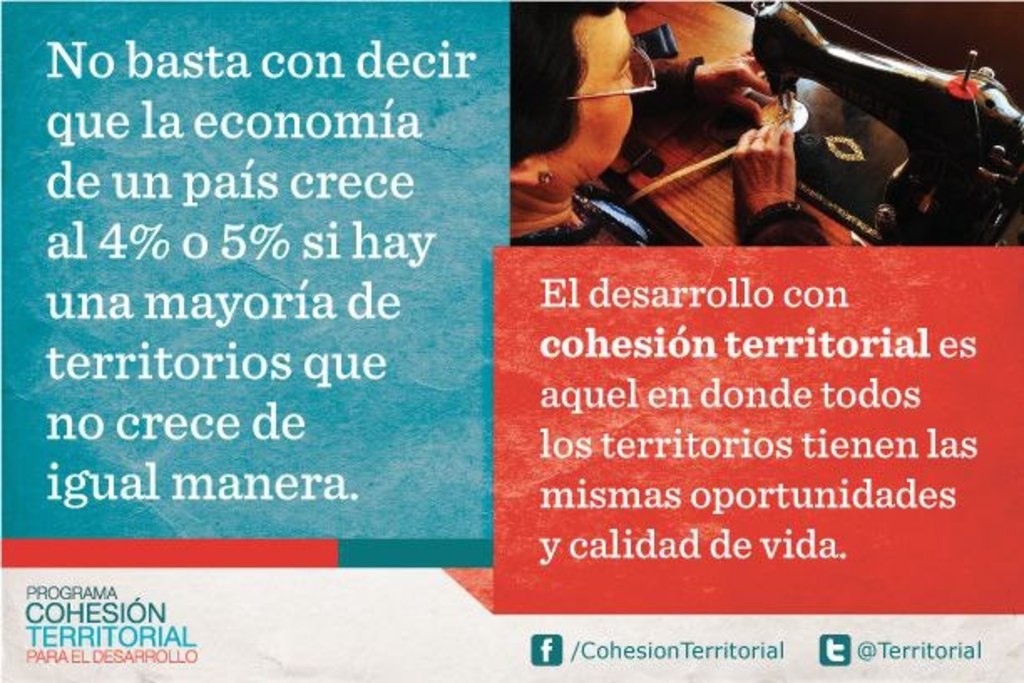 No basta con decir
que la economía
de un país crece
al 4% o 5% si hay
una mayoría de
territorios que
no crece de
igual manera.
El desarrollo con
cohesión territorial es
aquel en donde todos
los territorios tienen las
mismas oportunidades
y calidad de vida.
PROGRAMA
COHESIÓN
TERRITORIAL
PARA EL DESARROLLO
f /CohesionTerritorial
t @Territorial